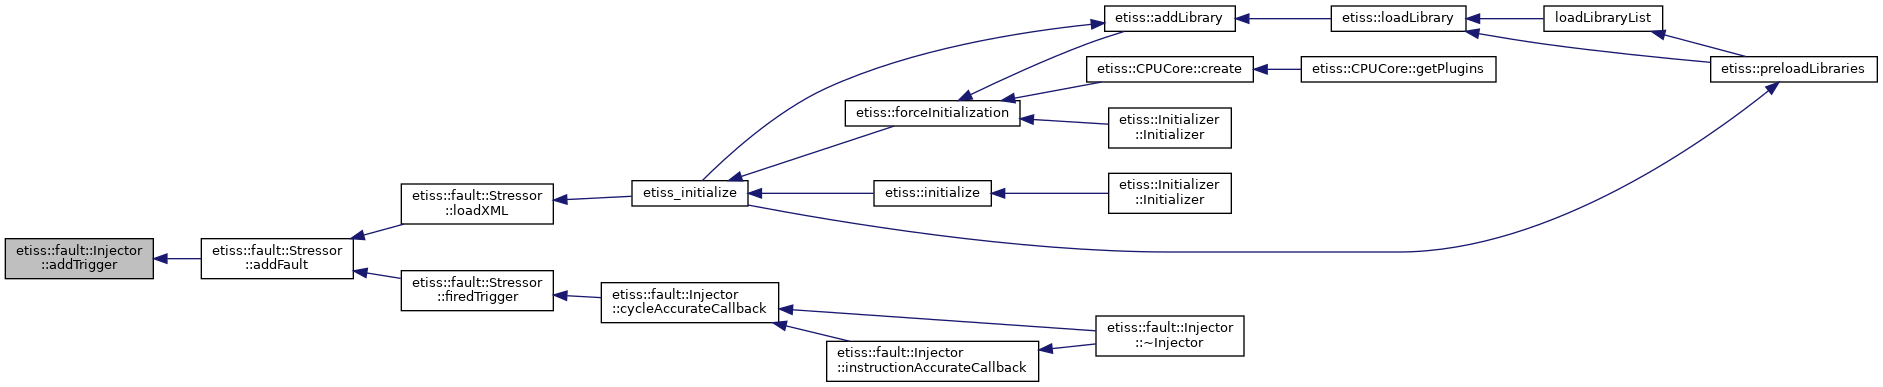 etiss::addLibrary
etiss::loadLibrary
loadLibraryList
etiss::CPUCore::create
etiss::CPUCore::getPlugins
etiss::preloadLibraries
etiss::forceInitialization
etiss::Initializer
::Initializer
etiss_initialize
etiss::initialize
etiss::Initializer
::Initializer
etiss::fault::Stressor
::loadXML
etiss::fault::Injector
::addTrigger
etiss::fault::Stressor
::addFault
etiss::fault::Stressor
::firedTrigger
etiss::fault::Injector
::cycleAccurateCallback
etiss::fault::Injector
::~Injector
etiss::fault::Injector
::instructionAccurateCallback